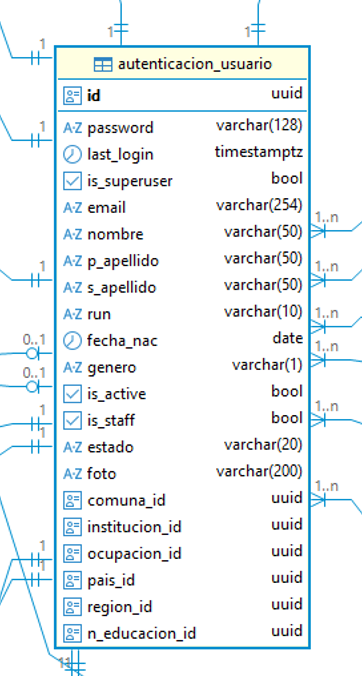 1
1
1
autenticacion_usuario
id uuid
1
A-Z password varchar(128)
last_login timestamptz
is_superuser bool
A-Z email varchar(254)
1..n
A-Z nombre varchar(50)
A-Z p_apellido varchar(50)
1
1..n
A-Z s_apellido varchar(50)
A-Z run varchar(10)
1..n
0..1
fecha_nac date
1..n
A-Z genero varchar(1)
0..1
is_active bool
1
1..n
is_staff bool
1
A-Z estado varchar(20)
A-Z foto varchar(200)
1..n
comuna_id uuid
institucion_id uuid
1
ocupacion_id uuid
1
pais_id uuid
region_id uuid
n_educacion_id uuid
11